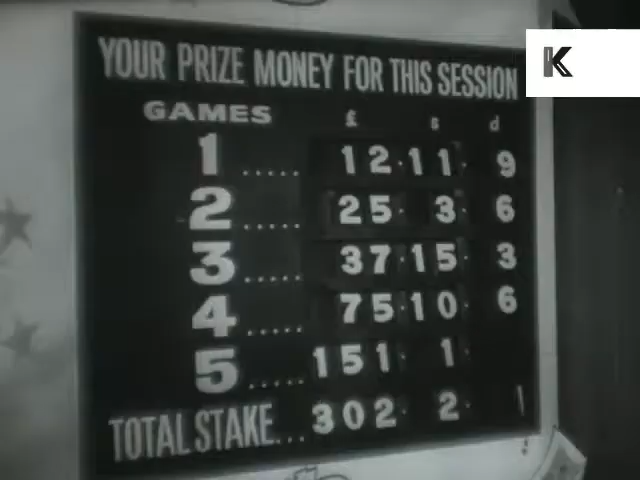 YOUR PRIZE MONEY FOR THIS SESSION
K
GAMES £ s d
1 ..... 12·11· 9
2 ..... 25· 3· 6
3 ..... 37·15· 3
4 ..... 75·10· 6
5 ..... 151· 1·
TOTAL STAKE... 302· 2·